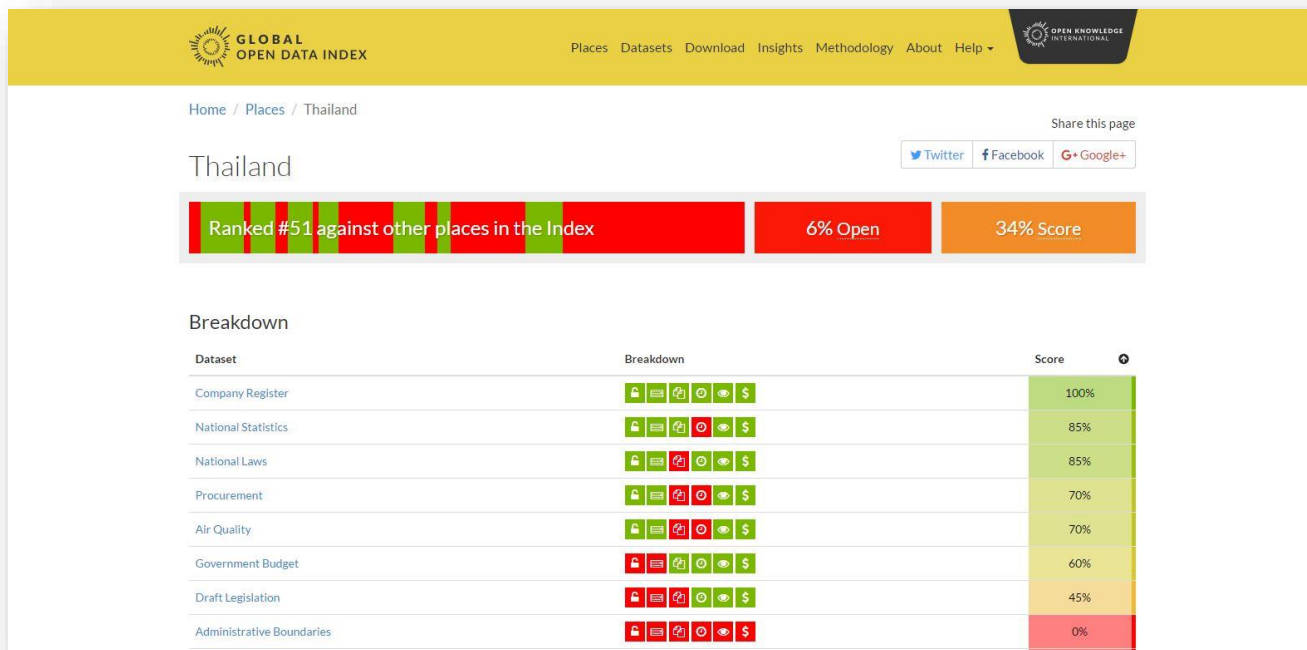 GLOBAL
OPEN DATA INDEX
Places Datasets Download Insights Methodology About Help
OPEN KNOWLEDGE
INTERNATIONAL
Home / Places / Thailand
Share this page
Thailand
Twitter Facebook G+ Google+
Ranked #51 against other places in the Index 6% Open 34% Score
Breakdown
Dataset Breakdown Score
Company Register $ 100%
National Statistics $ 85%
National Laws $ 85%
Procurement $ 70%
Air Quality $ 70%
Government Budget $ 60%
Draft Legislation $ 45%
Administrative Boundaries $ 0%